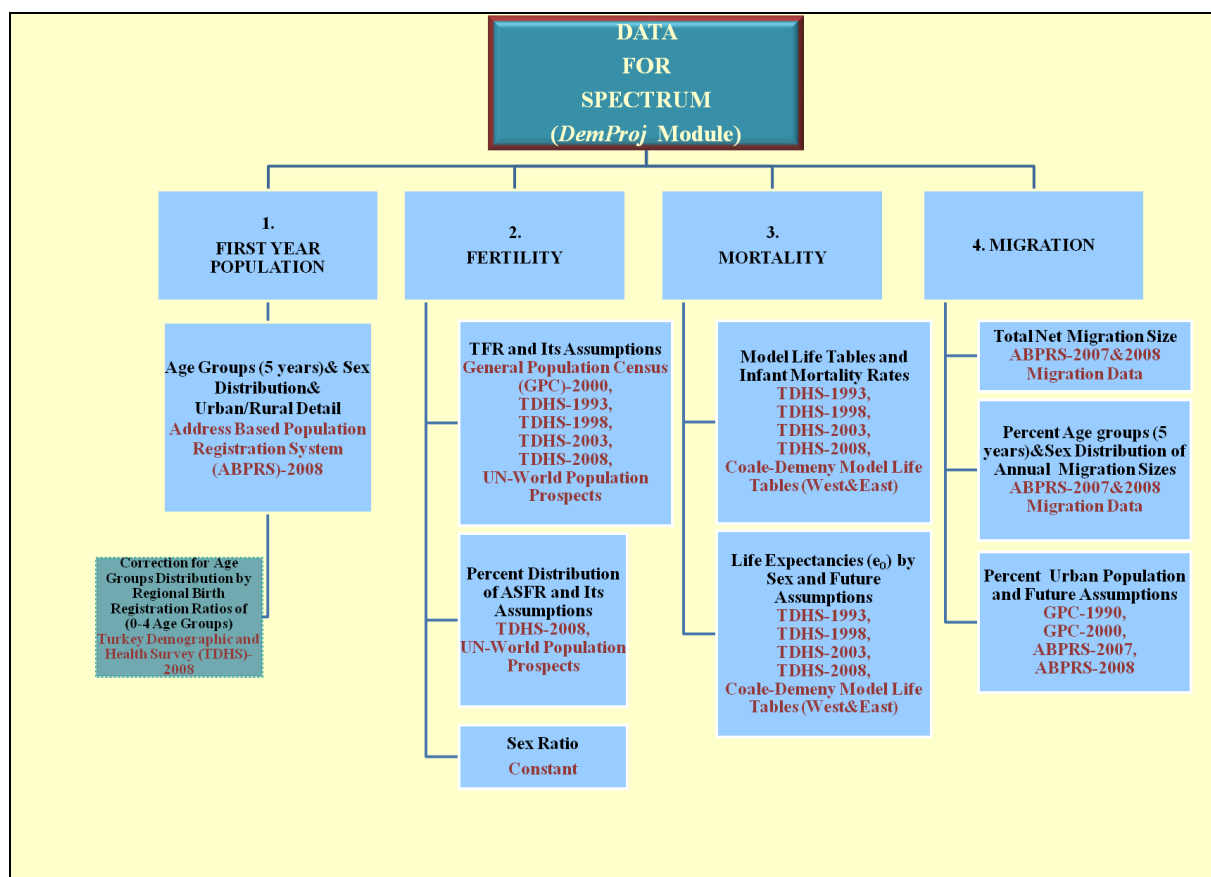 DATA
FOR
SPECTRUM
(DemProj Module)
1.
FIRST YEAR
POPULATION
Age Groups (5 years)& Sex
Distribution&
Urban/Rural Detail
Address Based Population
Registration System
(ABPRS)-2008
Correction for Age
Groups Distribution by
Regional Birth
Registration Ratios of
(0-4 Age Groups)
Turkey Demographic and
Health Survey (TDHS)-
2008
2.
FERTILITY
TFR and Its Assumptions
General Population Census
(GPC)-2000,
TDHS-1993,
TDHS-1998,
TDHS-2003,
TDHS-2008,
UN-World Population
Prospects
Percent Distribution
of ASFR and Its
Assumptions
TDHS-2008,
UN-World Population
Prospects
Sex Ratio
Constant
3.
MORTALITY
Model Life Tables and
Infant Mortality Rates
TDHS-1993,
TDHS-1998,
TDHS-2003,
TDHS-2008,
Coale-Demeny Model Life
Tables (West&East)
Life Expectancies (e₀) by
Sex and Future
Assumptions
TDHS-1993,
TDHS-1998,
TDHS-2003,
TDHS-2008,
Coale-Demeny Model Life
Tables (West&East)
4. MIGRATION
Total Net Migration Size
ABPRS-2007&2008
Migration Data
Percent Age groups (5
years)&Sex Distribution of
Annual Migration Sizes
ABPRS-2007&2008
Migration Data
Percent Urban Population
and Future Assumptions
GPC-1990,
GPC-2000,
ABPRS-2007,
ABPRS-2008